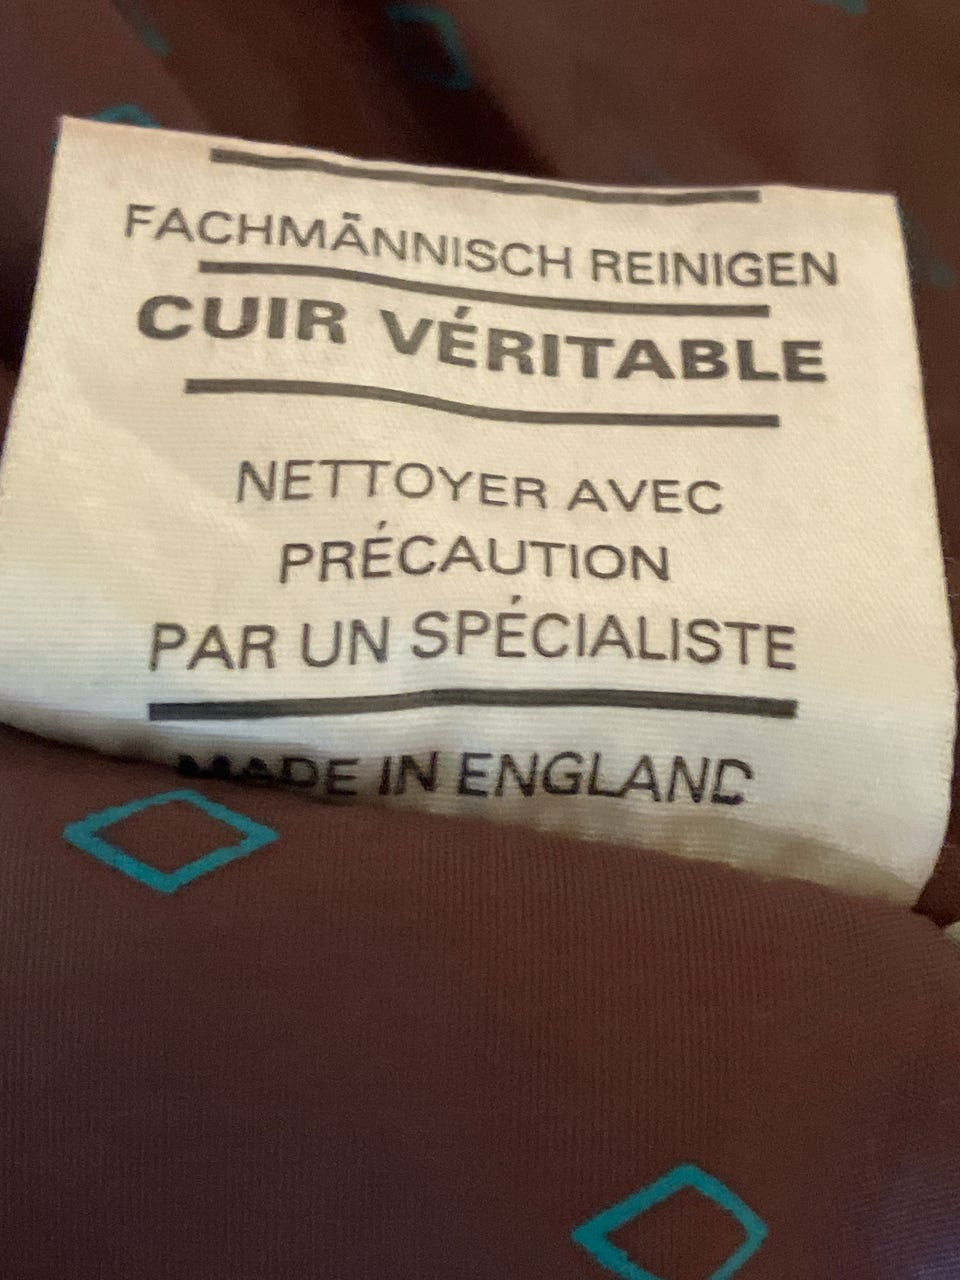 FACHMÄNNISCH REINIGEN
CUIR VÉRITABLE
NETTOYER AVEC
PRÉCAUTION
PAR UN SPÉCIALISTE
MADE IN ENGLAND